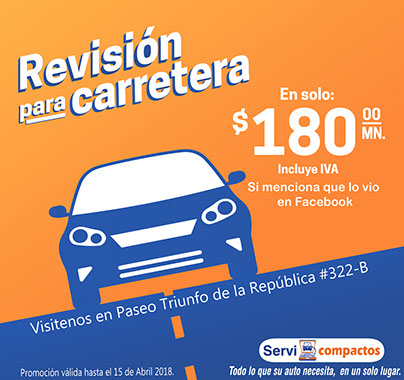 Revisión
para carretera
En solo:
$180.00 MN.
Incluye IVA
Si menciona que lo vio
en Facebook
Visitenos en Paseo Triunfo de la República #322-B
Servi compactos
Todo lo que su auto necesita, en un solo lugar.
Promoción válida hasta el 15 de Abril 2018.